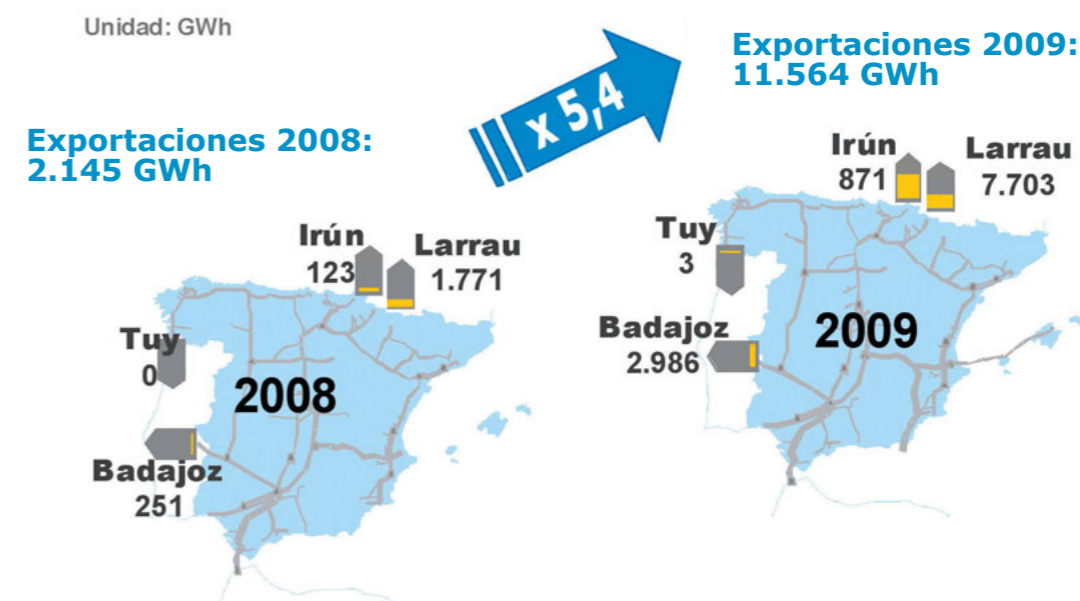 Unidad: GWh
Exportaciones 2008:
2.145 GWh
x 5,4
Exportaciones 2009:
11.564 GWh
Irún
123
Larrau
1.771
Tuy
0
2008
Badajoz
251
Irún
871
Larrau
7.703
Tuy
3
Badajoz
2.986
2009